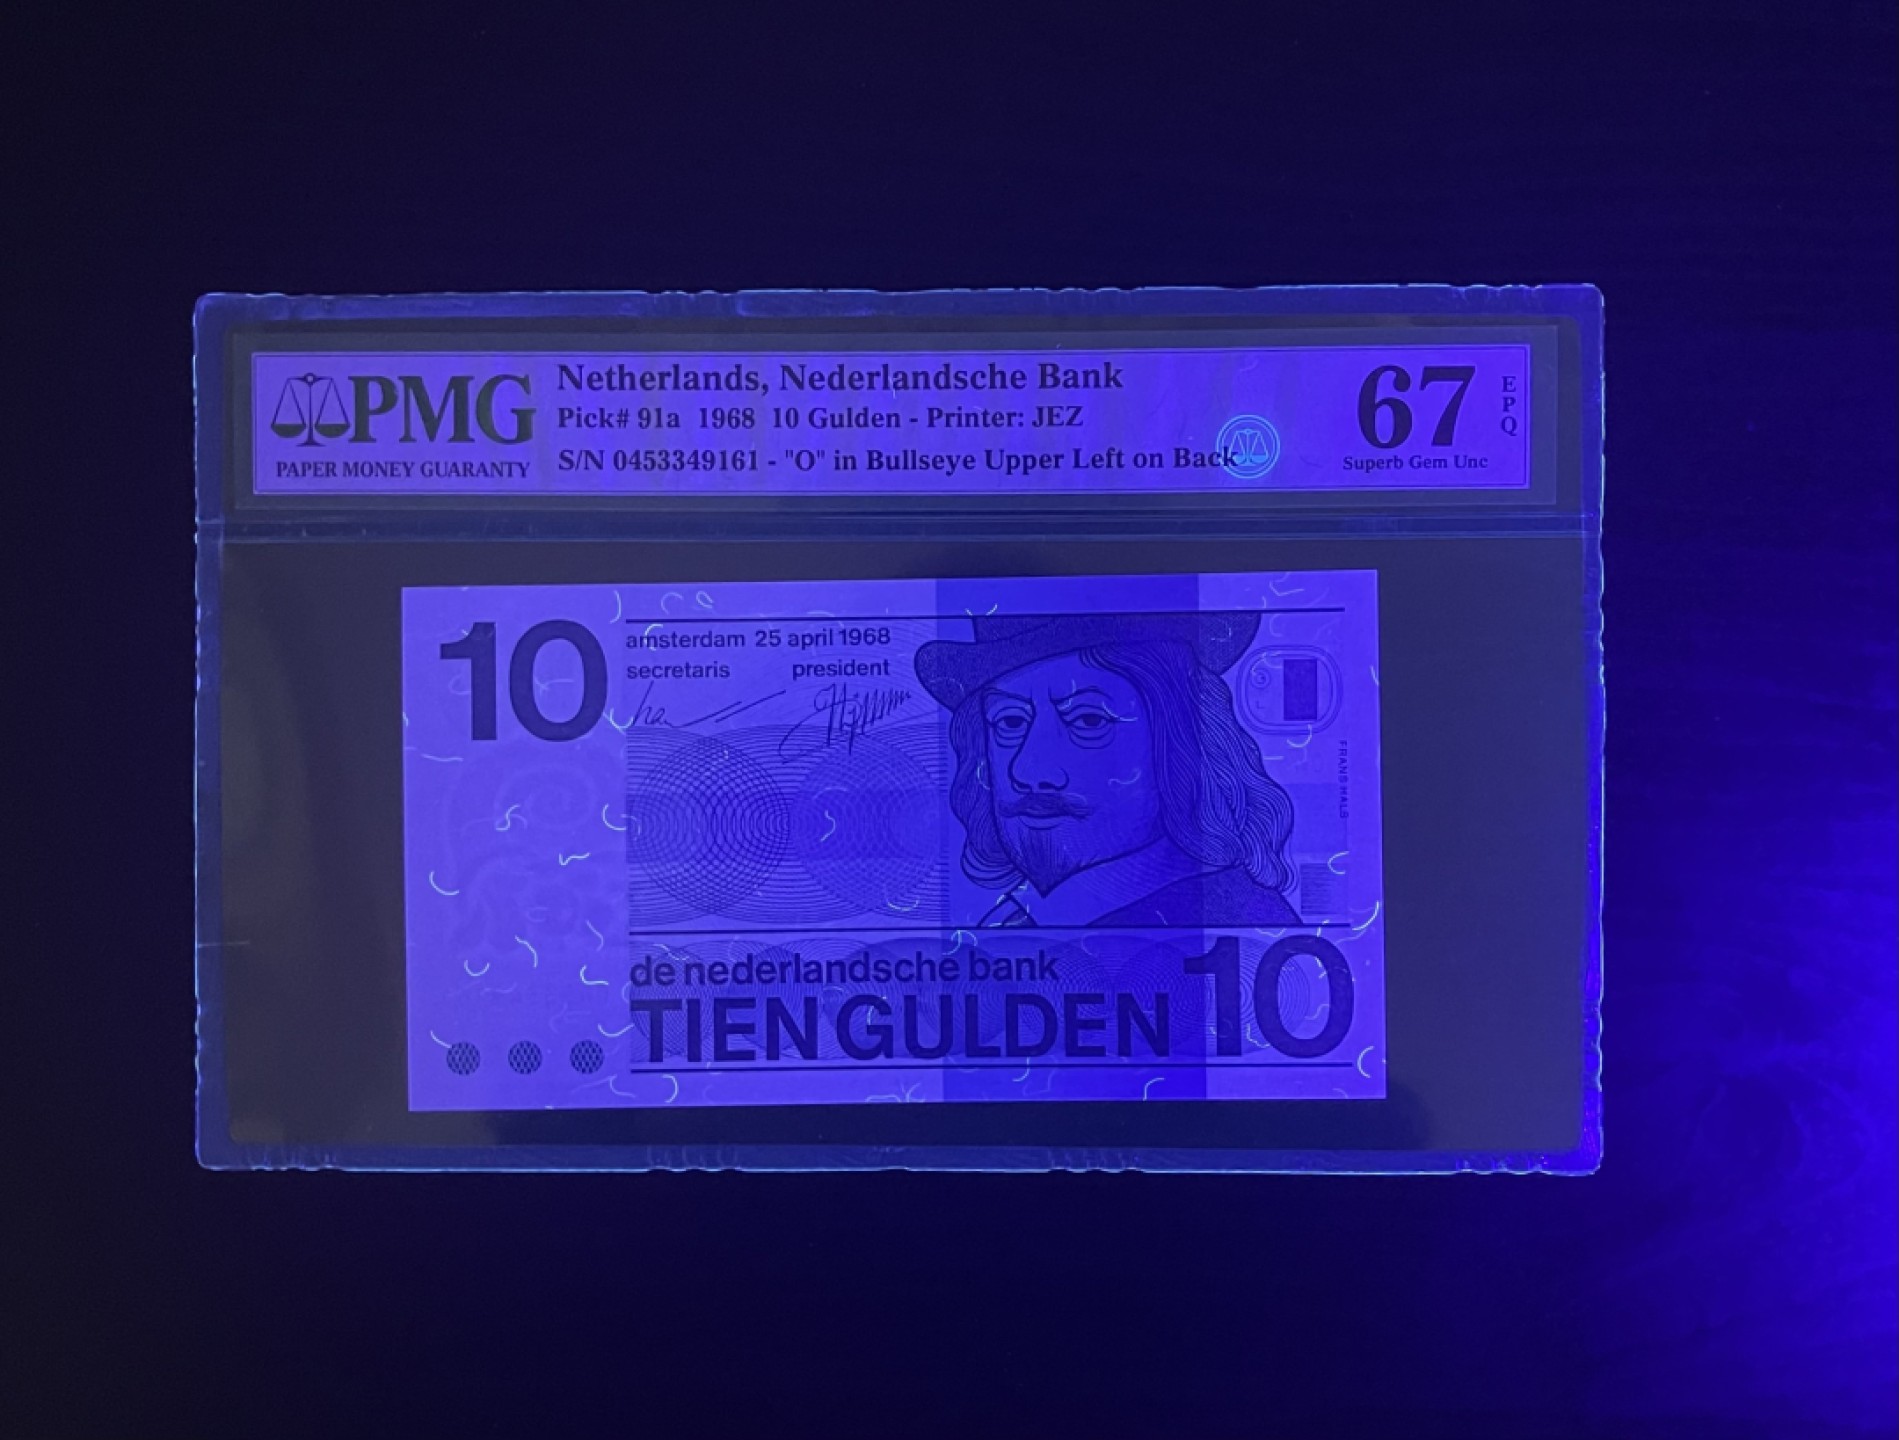 PMG
PAPER MONEY GUARANTY
Netherlands, Nederlandsche Bank
Pick# 91a 1968 10 Gulden - Printer: JEZ
S/N 0453349161 - "O" in Bullseye Upper Left on Back
67
EPQ
Superb Gem Unc
10
amsterdam 25 april 1968
secretaris president
FRANS HALS
de nederlandsche bank
TIEN GULDEN 10